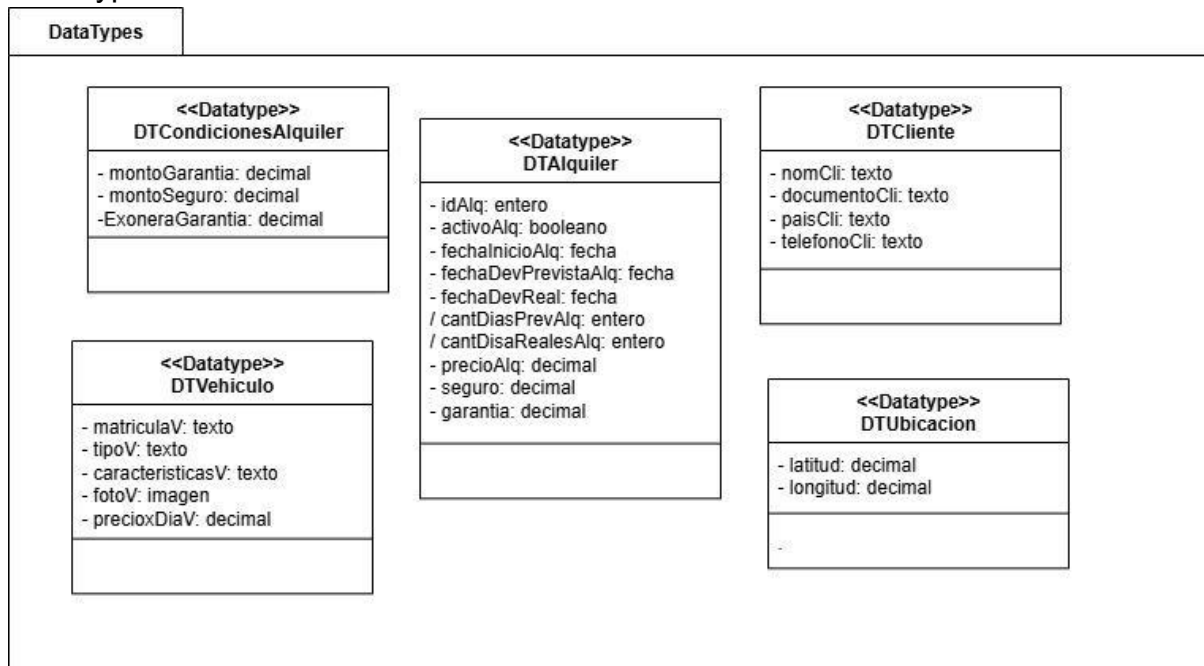 DataTypes
<<Datatype>>
DTCondicionesAlquiler
- montoGarantia: decimal
- montoSeguro: decimal
-ExoneraGarantia: decimal
<<Datatype>>
DTAlquiler
- idAlq: entero
- activoAlq: booleano
- fechaInicioAlq: fecha
- fechaDevPrevistaAlq: fecha
- fechaDevReal: fecha
/ cantDiasPrevAlq: entero
/ cantDisaRealesAlq: entero
- precioAlq: decimal
- seguro: decimal
- garantia: decimal
<<Datatype>>
DTCliente
- nomCli: texto
- documentoCli: texto
- paisCli: texto
- telefonoCli: texto
<<Datatype>>
DTVehiculo
- matriculaV: texto
- tipoV: texto
- caracteristicasV: texto
- fotoV: imagen
- precioxDiaV: decimal
<<Datatype>>
DTUbicacion
- latitud: decimal
- longitud: decimal